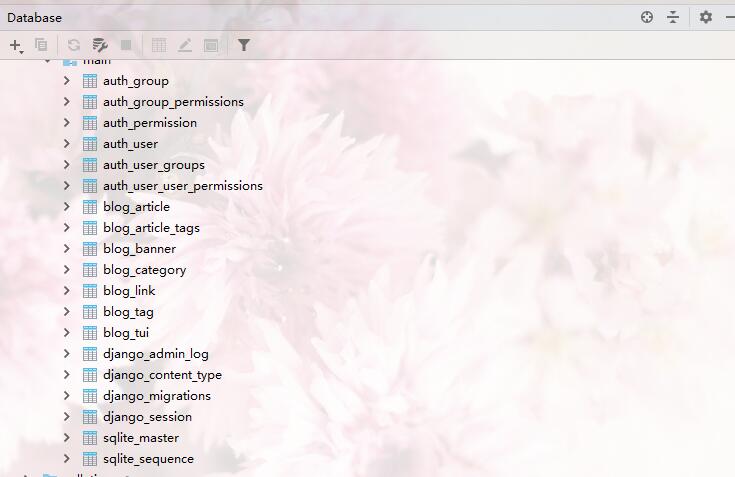 Database
main
auth_group
auth_group_permissions
auth_permission
auth_user
auth_user_groups
auth_user_user_permissions
blog_article
blog_article_tags
blog_banner
blog_category
blog_link
blog_tag
blog_tui
django_admin_log
django_content_type
django_migrations
django_session
sqlite_master
sqlite_sequence